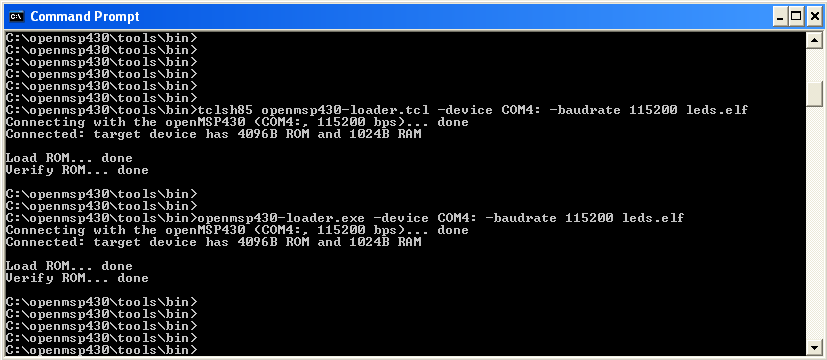 Command Prompt
C:\openmsp430\tools\bin>
C:\openmsp430\tools\bin>
C:\openmsp430\tools\bin>
C:\openmsp430\tools\bin>
C:\openmsp430\tools\bin>
C:\openmsp430\tools\bin>
C:\openmsp430\tools\bin>tclsh85 openmsp430-loader.tcl -device COM4: -baudrate 115200 leds.elf
Connecting with the openMSP430 (COM4:, 115200 bps)... done
Connected: target device has 4096B ROM and 1024B RAM
Load ROM... done
Verify ROM... done
C:\openmsp430\tools\bin>
C:\openmsp430\tools\bin>
C:\openmsp430\tools\bin>openmsp430-loader.exe -device COM4: -baudrate 115200 leds.elf
Connecting with the openMSP430 (COM4:, 115200 bps)... done
Connected: target device has 4096B ROM and 1024B RAM
Load ROM... done
Verify ROM... done
C:\openmsp430\tools\bin>
C:\openmsp430\tools\bin>
C:\openmsp430\tools\bin>
C:\openmsp430\tools\bin>
C:\openmsp430\tools\bin>